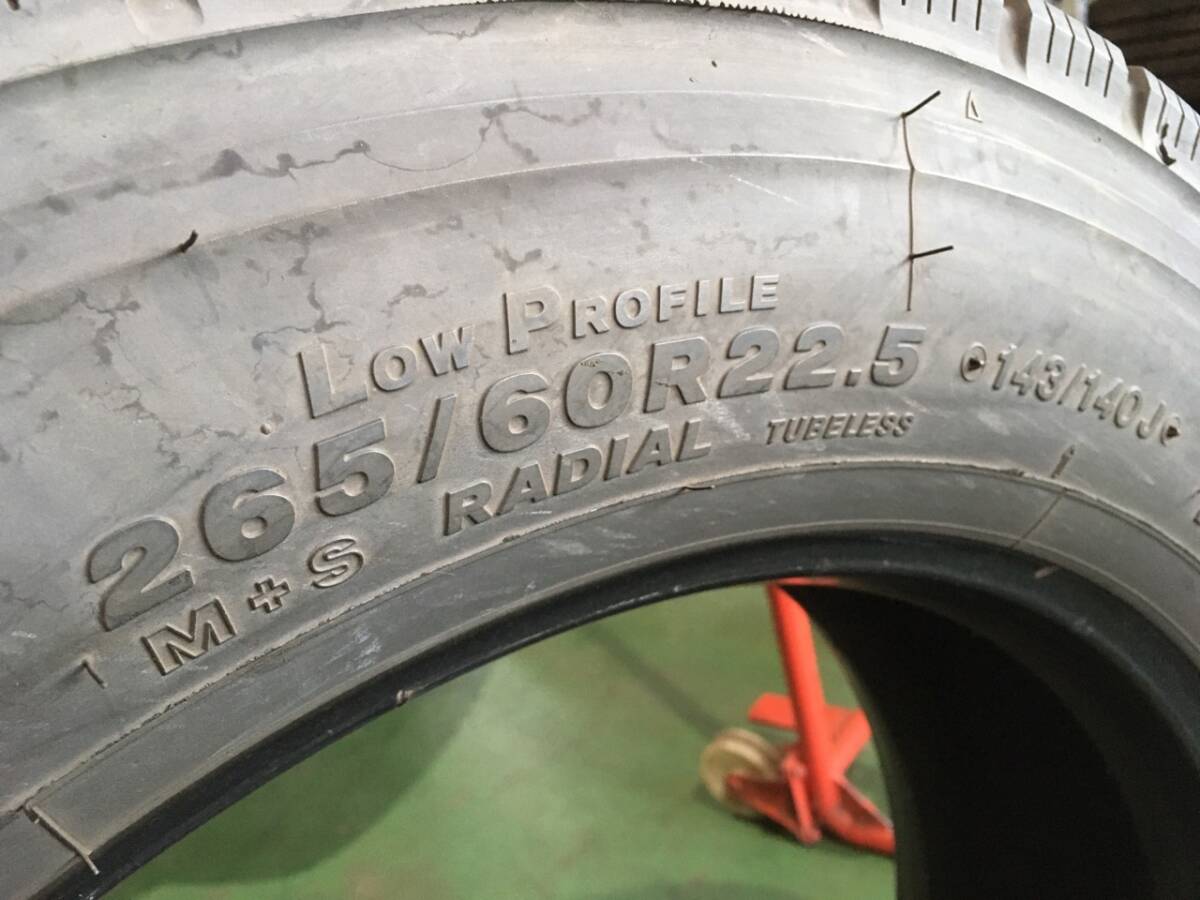 LOW PROFILE
265/60R22.5 143/140J
M+S RADIAL TUBELESS